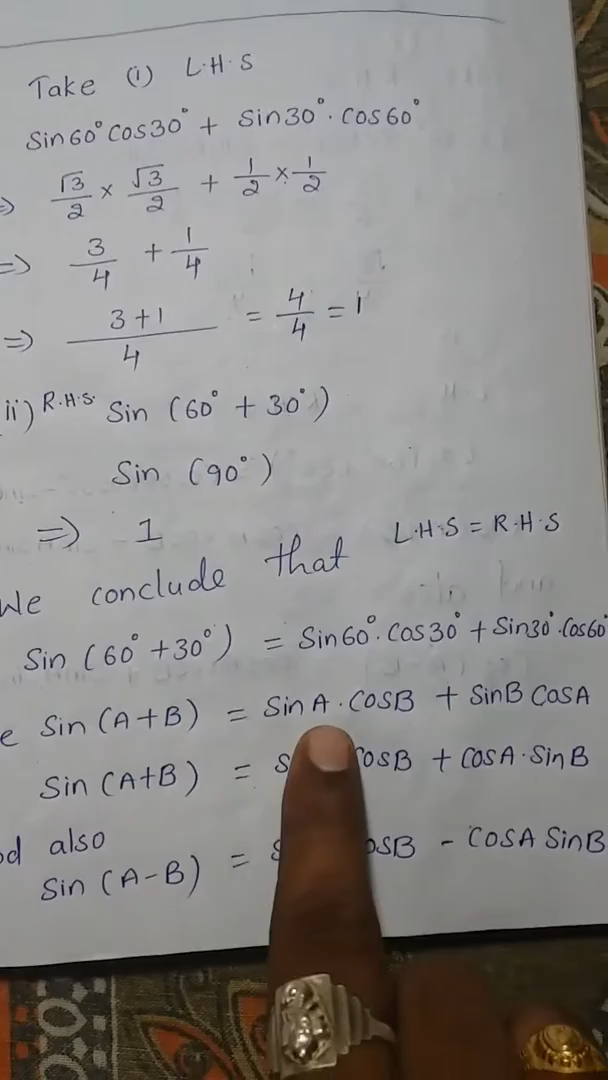 Take (i) L.H.S
Sin60° cos30° + Sin30°. cos60°
=> √3/2 × √3/2 + 1/2 × 1/2
=> 3/4 + 1/4
=> 3+1/4 = 4/4 = 1
ii) R.H.S. Sin (60° + 30°)
Sin (90°)
=> 1
We conclude that L.H.S = R.H.S
Sin (60° + 30°) = Sin60°. cos30° + Sin30°. cos60
Sin (A+B) = Sin A. cosB + SinB cosA
Sin (A+B) = cosB + cosA. SinB
also
Sin (A-B) = cosB - cosA SinB